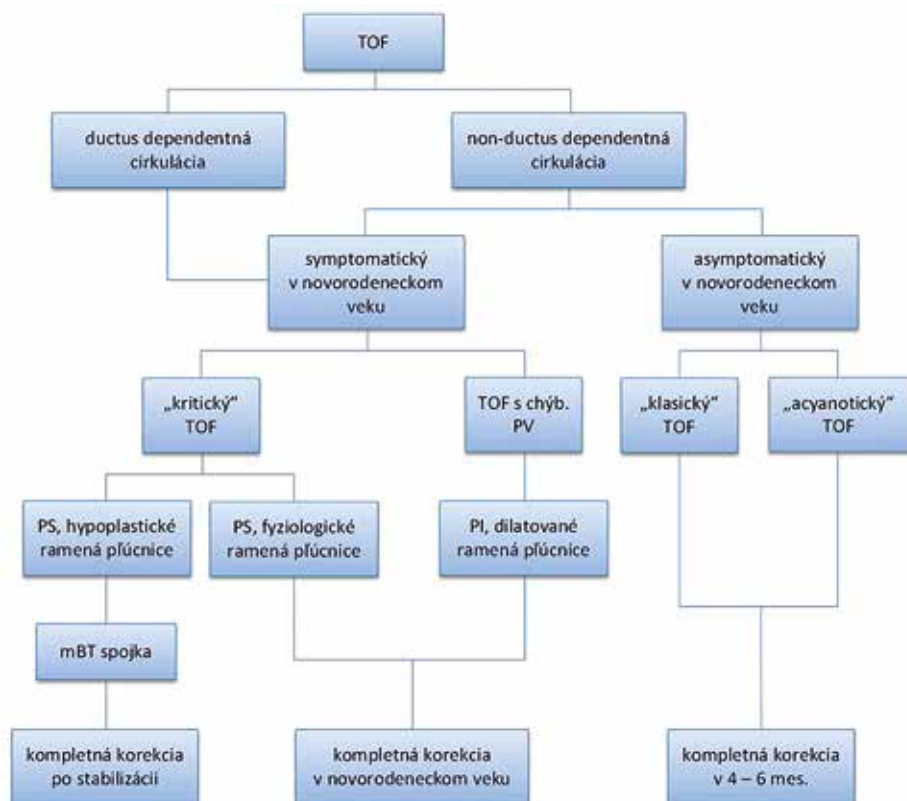 TOF
ductus dependentná
cirkulácia
non-ductus dependentná
cirkulácia
symptomatický
v novorodeneckom
veku
asymptomatický
v novorodeneckom
veku
„kritický“
TOF
TOF s chýb.
PV
„klasický“
TOF
„acyanotický“
TOF
PS, hypoplastické
ramená pľúcnice
PS, fyziologické
ramená pľúcnice
PI, dilatované
ramená pľúcnice
mBT spojka
kompletná korekcia
po stabilizácii
kompletná korekcia
v novorodeneckom veku
kompletná korekcia
v 4 – 6 mes.